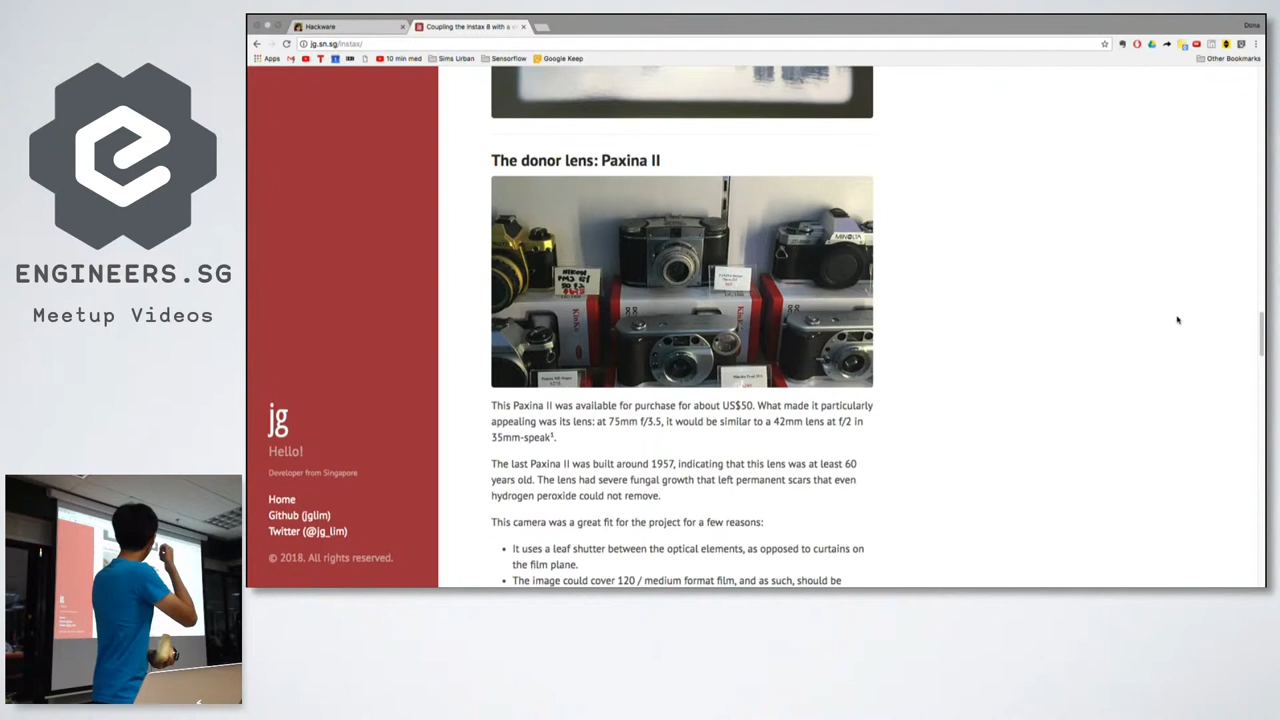 ENGINEERS.SG
Meetup Videos
Hackware
Coupling the Instax 8 with a
Dona
jg.sn.sg/instax/
Apps
10 min med
Sims Urban
Sensorflow
Google Keep
Other Bookmarks
The donor lens: Paxina II
MINOLTA
NIKON
This Paxina II was available for purchase for about US$50. What made it particularly
appealing was its lens: at 75mm f/3.5, it would be similar to a 42mm lens at f/2 in
35mm-speak¹.
The last Paxina II was built around 1957, indicating that this lens was at least 60
years old. The lens had severe fungal growth that left permanent scars that even
hydrogen peroxide could not remove.
This camera was a great fit for the project for a few reasons:
• It uses a leaf shutter between the optical elements, as opposed to curtains on
the film plane.
• The image could cover 120 / medium format film, and as such, should be
jg
Hello!
Developer from Singapore
Home
Github (jglim)
Twitter (@jg_lim)
© 2018. All rights reserved.